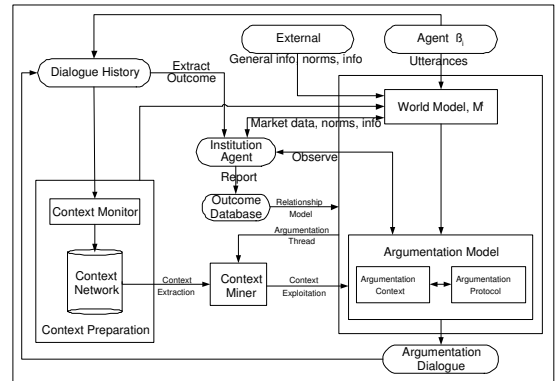 External
Agent ßi
General info, norms, info
Utterances
Dialogue History
Extract
Outcome
World Model, Mt
Market data, norms, info
Institution
Agent
Observe
Report
Outcome
Database
Relationship
Model
Context Monitor
Argumentation
Thread
Argumentation Model
Context
Network
Context
Extraction
Context
Miner
Context
Exploitation
Argumentation
Context
Argumentation
Protocol
Context Preparation
Argumentation
Dialogue